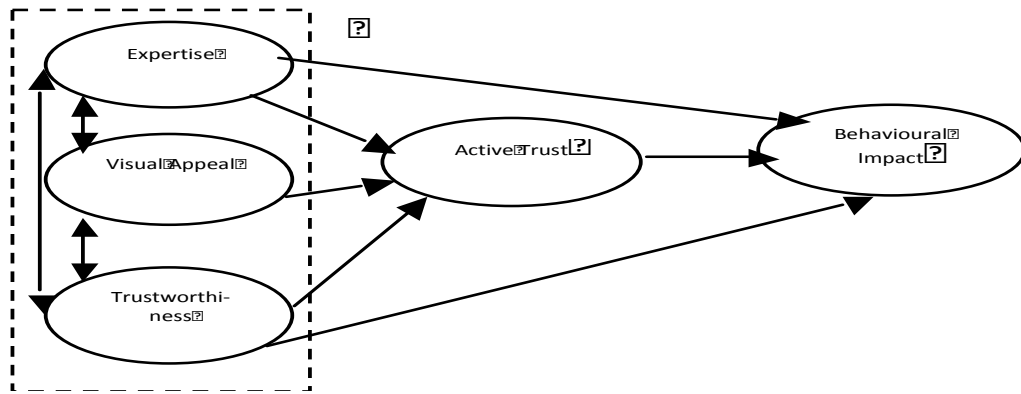 Expertise
Visual Appeal
Trustworthi-
ness
Active Trust
Behavioural
Impact